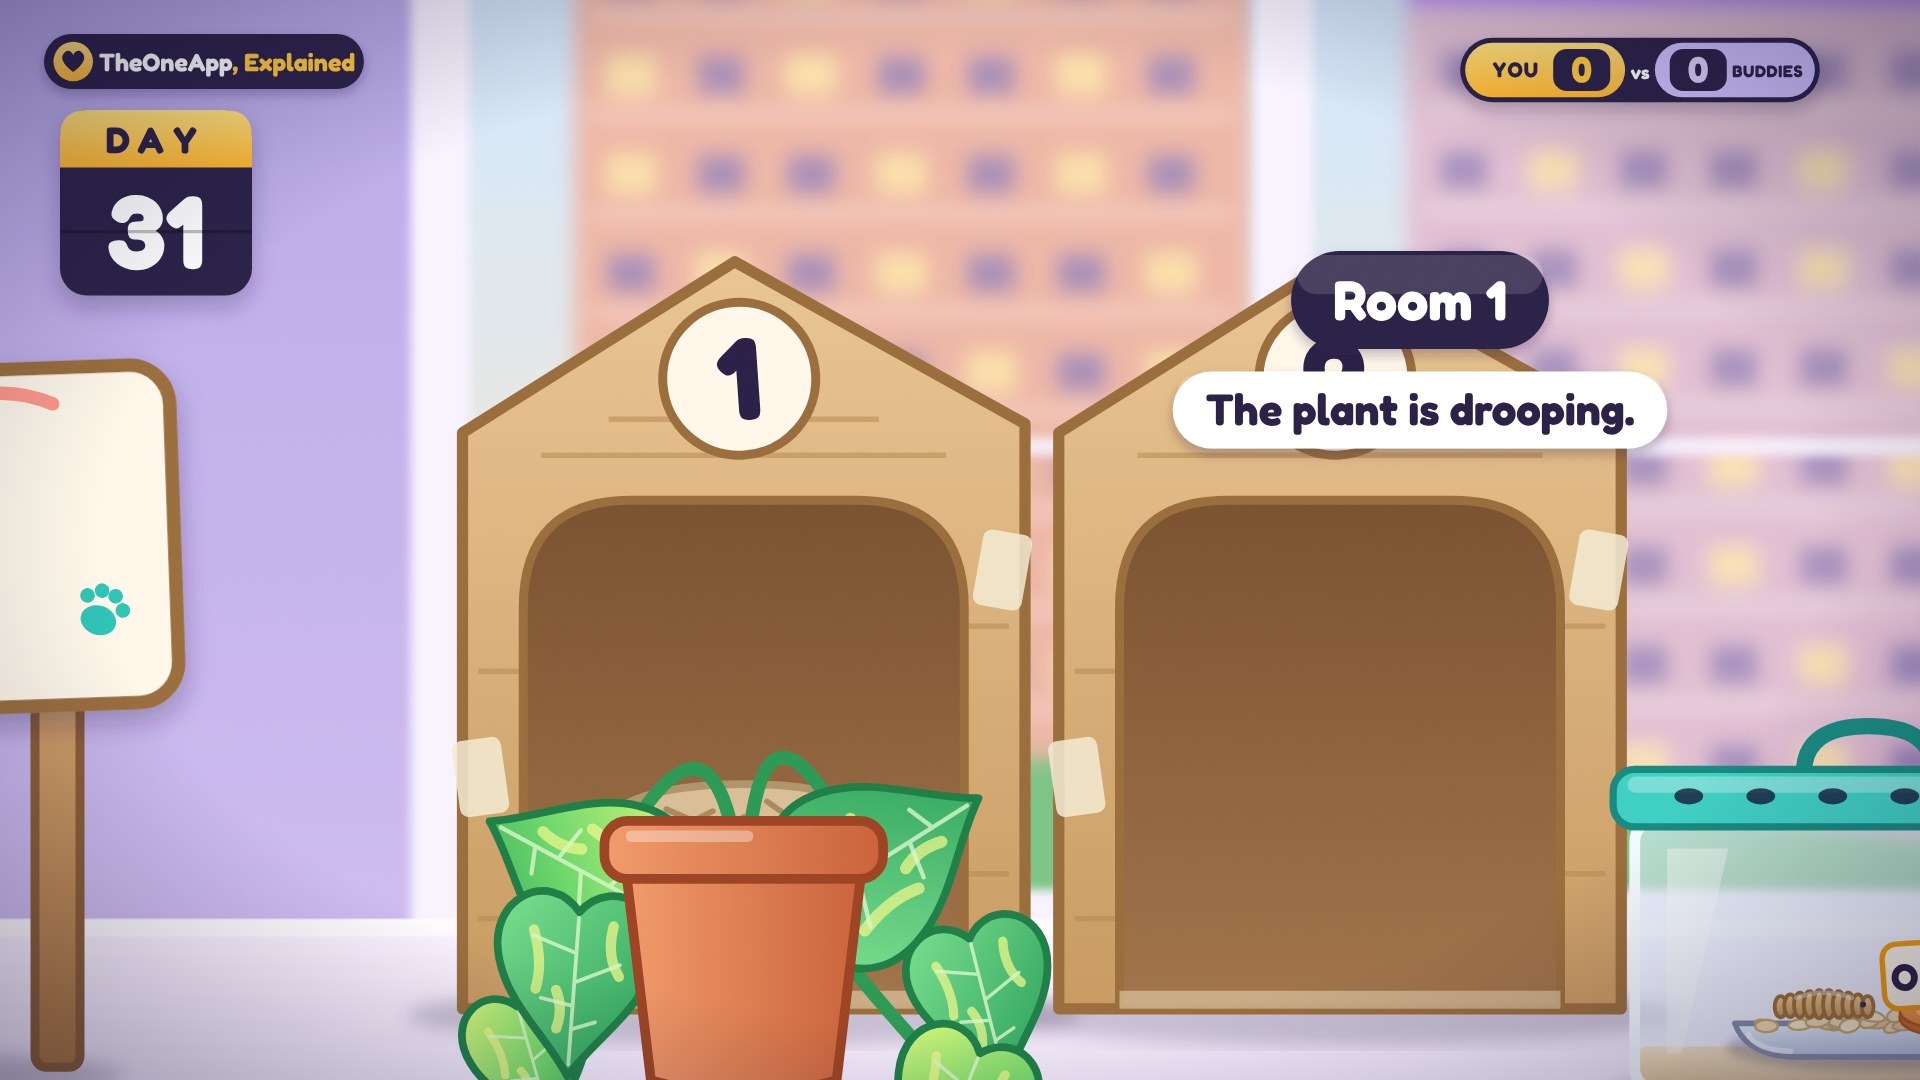 TheOneApp, Explained
YOU 0 vs 0 BUDDIES
DAY
31
Room 1
1
The plant is drooping.